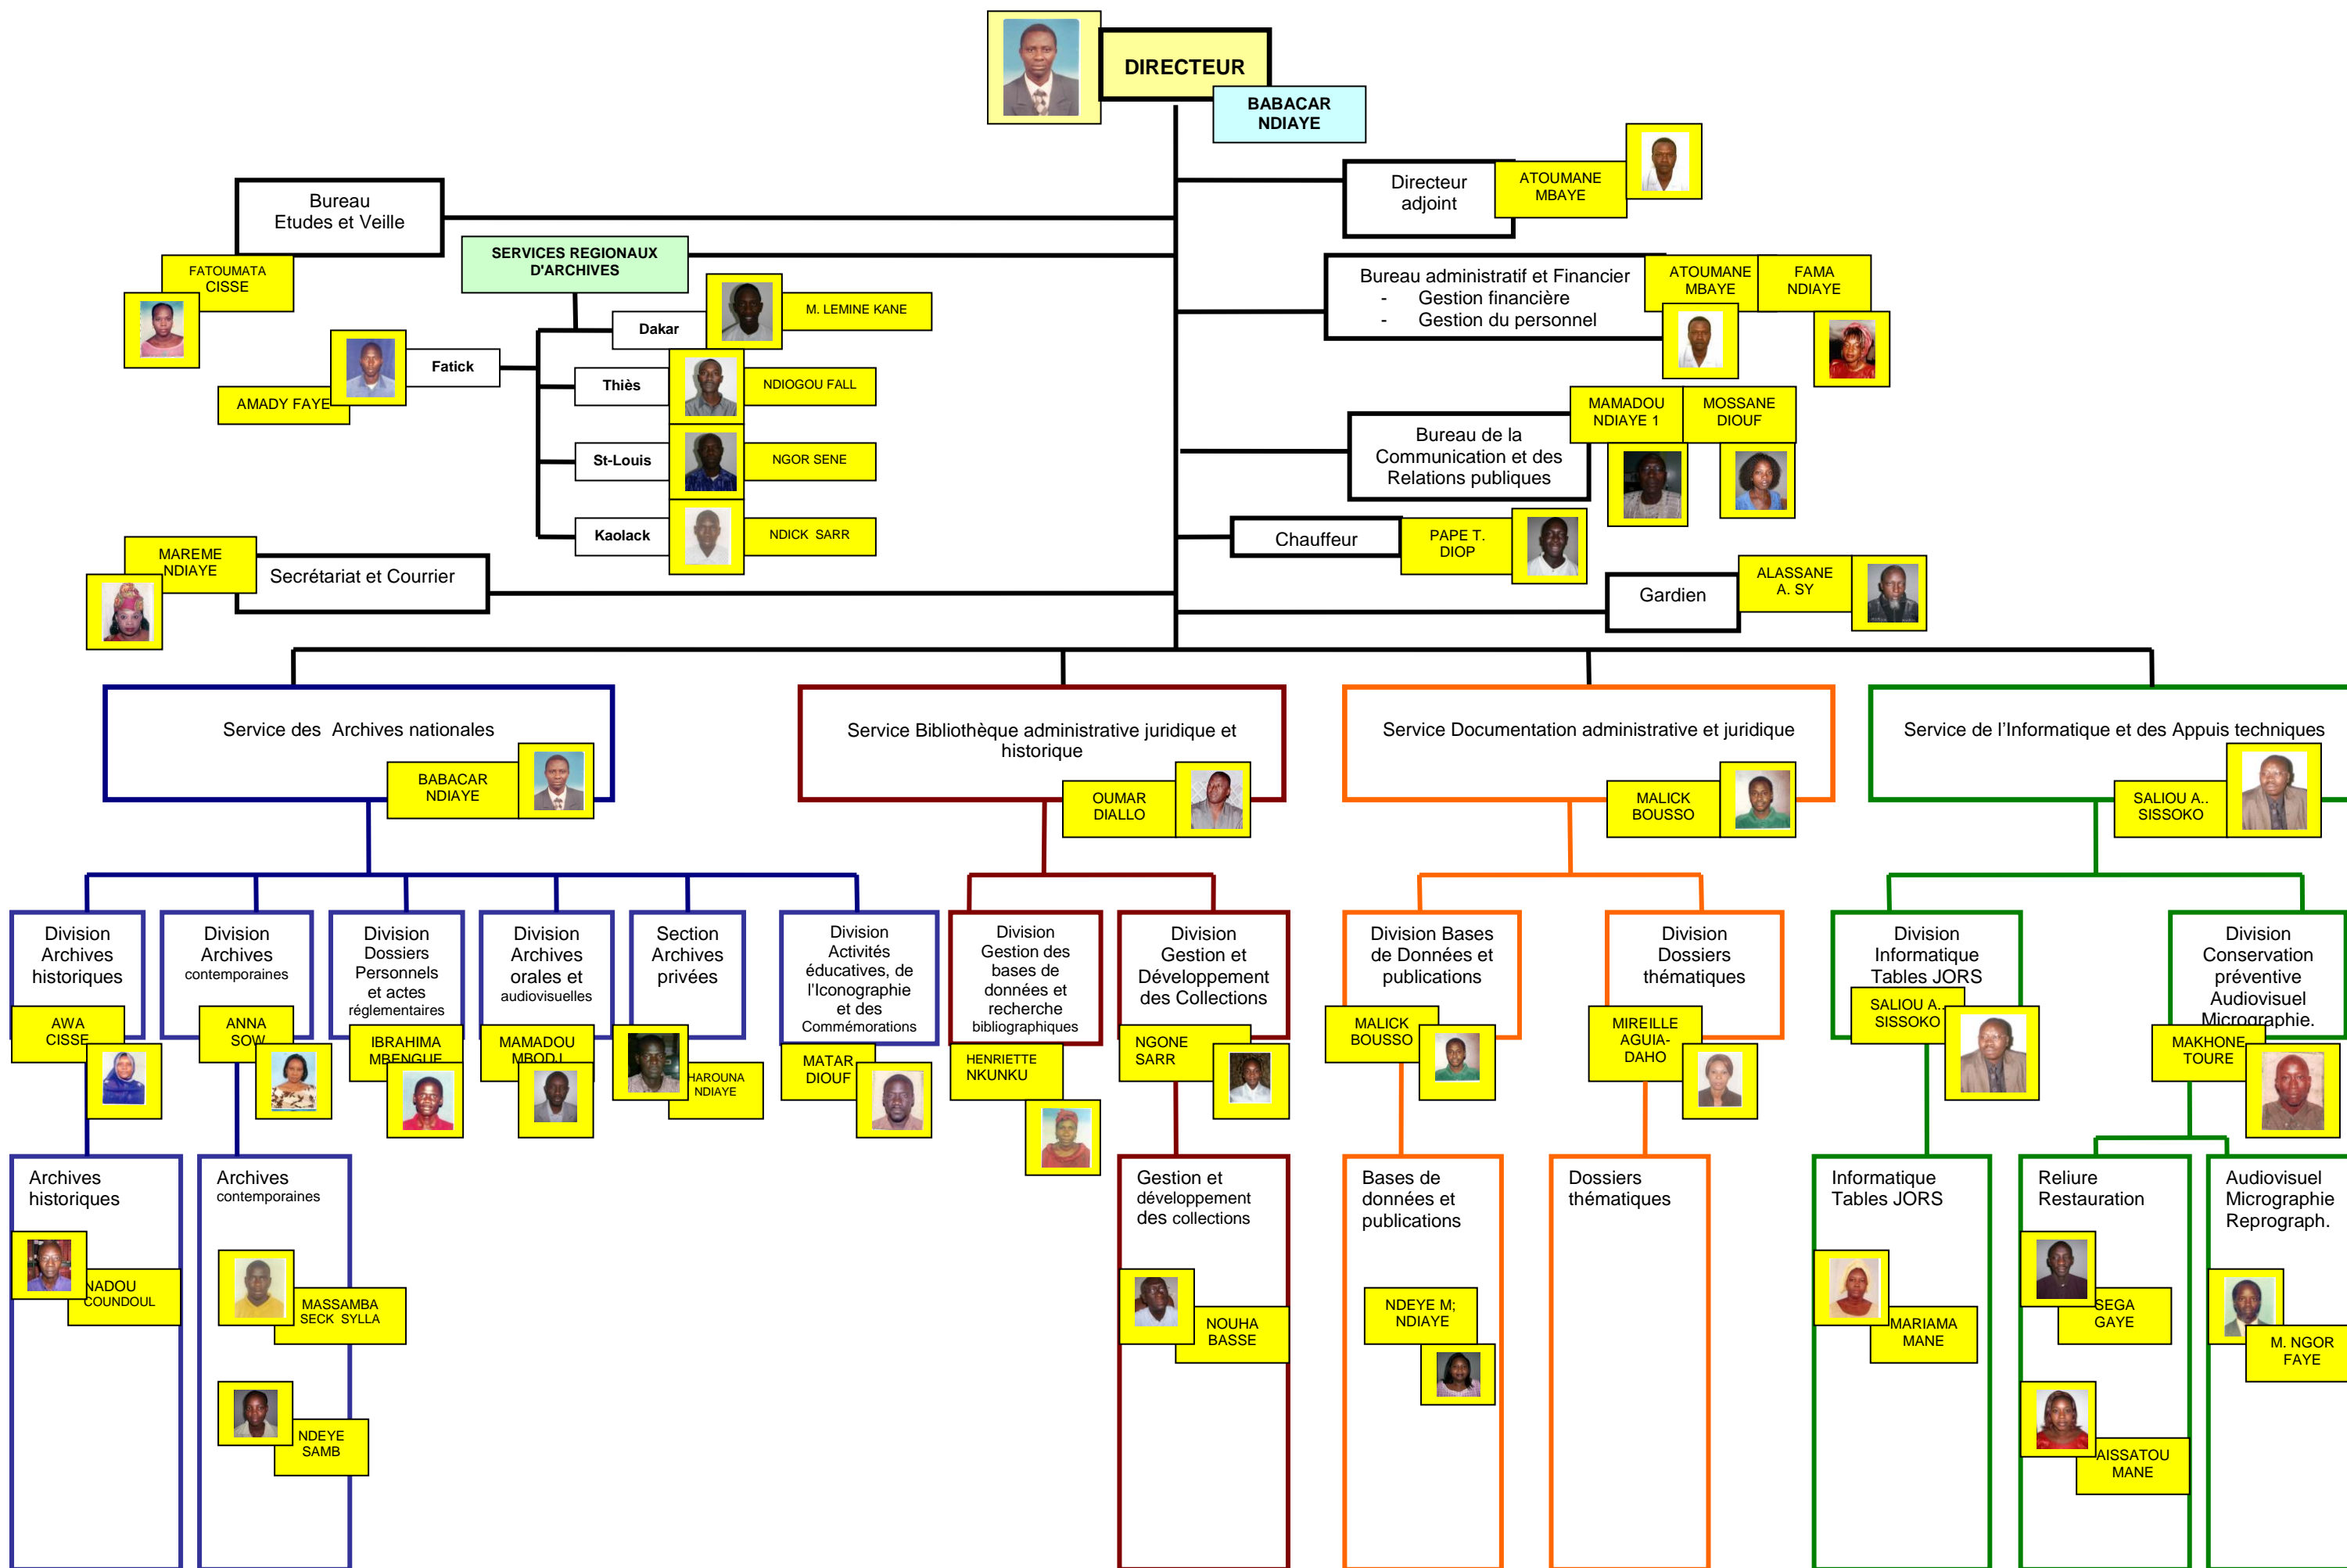 DIRECTEUR
BABACAR
NDIAYE
Directeur
adjoint
ATOUMANE
MBAYE
Bureau
Etudes et Veille
FATOUMATA
CISSE
SERVICES REGIONAUX
D'ARCHIVES
Dakar
M. LEMINE KANE
Fatick
AMADY FAYE
Thiès
NDIOGOU FALL
St-Louis
NGOR SENE
Kaolack
NDICK SARR
Bureau administratif et Financier
- Gestion financière
- Gestion du personnel
ATOUMANE
MBAYE
FAMA
NDIAYE
Bureau de la
Communication et des
Relations publiques
MAMADOU
NDIAYE 1
MOSSANE
DIOUF
Chauffeur
PAPE T.
DIOP
MAREME
NDIAYE
Secrétariat et Courrier
Gardien
ALASSANE
A. SY
Service des Archives nationales
BABACAR
NDIAYE
Service Bibliothèque administrative juridique et
historique
OUMAR
DIALLO
Service Documentation administrative et juridique
MALICK
BOUSSO
Service de l'Informatique et des Appuis techniques
SALIOU A..
SISSOKO
Division
Archives
historiques
AWA
CISSE
Division
Archives
contemporaines
ANNA
SOW
Division
Dossiers
Personnels
et actes
réglementaires
IBRAHIMA
MBENGUE
Division
Archives
orales et
audiovisuelles
MAMADOU
MBODJ
Section
Archives
privées
HAROUNA
NDIAYE
Division
Activités
éducatives, de
l'Iconographie
et des
Commémorations
MATAR
DIOUF
Division
Gestion des
bases de
données et
recherche
bibliographiques
HENRIETTE
NKUNKU
Division
Gestion et
Développement
des Collections
NGONE
SARR
Division Bases
de Données et
publications
MALICK
BOUSSO
Division
Dossiers
thématiques
MIREILLE
AGUIA-
DAHO
Division
Informatique
Tables JORS
SALIOU A..
SISSOKO
Division
Conservation
préventive
Audiovisuel
Micrographie.
MAKHONE
TOURE
Archives
historiques
NADOU
COUNDOUL
Archives
contemporaines
MASSAMBA
SECK SYLLA
NDEYE
SAMB
Gestion et
développement
des collections
NOUHA
BASSE
Bases de
données et
publications
NDEYE M;
NDIAYE
Dossiers
thématiques
Informatique
Tables JORS
MARIAMA
MANE
Reliure
Restauration
SEGA
GAYE
AISSATOU
MANE
Audiovisuel
Micrographie
Reprograph.
M. NGOR
FAYE